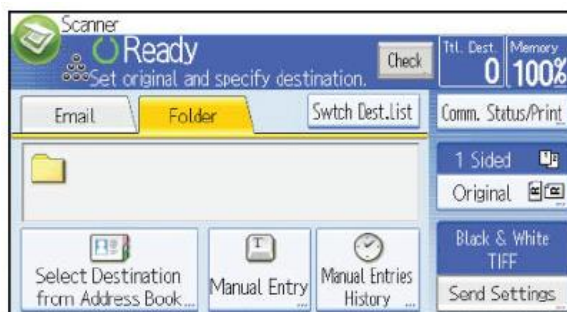 Scanner
Ready
Set original and specify destination.
Check
Ttl. Dest.
0
Memory
100%
Email
Folder
Swtch Dest.List
Comm. Status/Print
1 Sided
Original
Black & White
TIFF
Send Settings
Select Destination
from Address Book
Manual Entry
Manual Entries
History